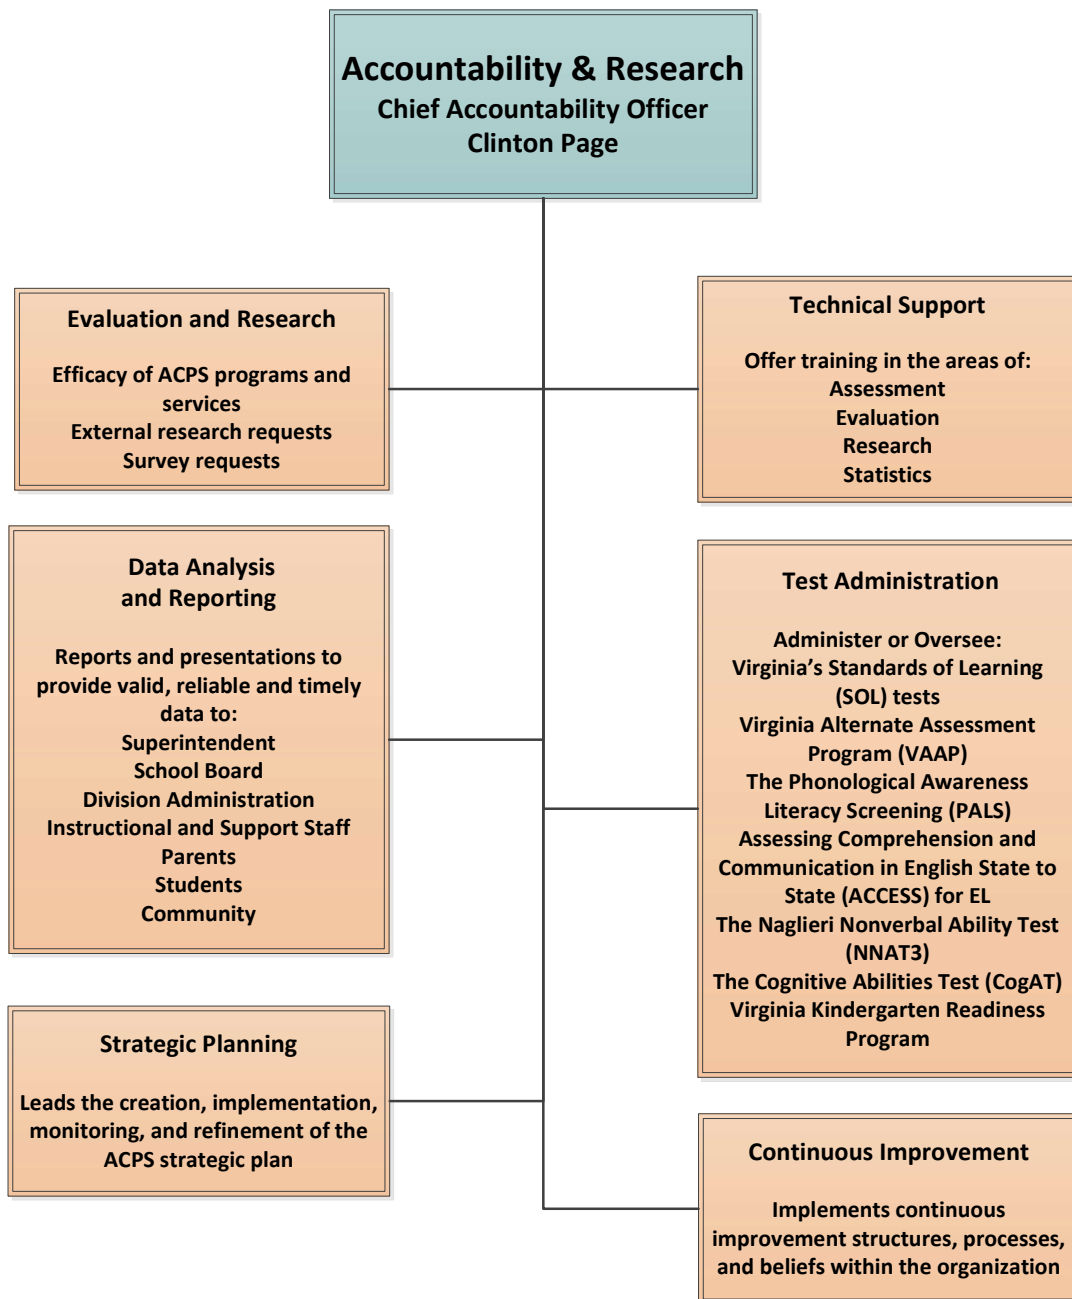 Accountability & Research
Chief Accountability Officer
Clinton Page
Evaluation and Research
Efficacy of ACPS programs and
services
External research requests
Survey requests
Technical Support
Offer training in the areas of:
Assessment
Evaluation
Research
Statistics
Data Analysis
and Reporting
Reports and presentations to
provide valid, reliable and timely
data to:
Superintendent
School Board
Division Administration
Instructional and Support Staff
Parents
Students
Community
Test Administration
Administer or Oversee:
Virginia’s Standards of Learning
(SOL) tests
Virginia Alternate Assessment
Program (VAAP)
The Phonological Awareness
Literacy Screening (PALS)
Assessing Comprehension and
Communication in English State to
State (ACCESS) for EL
The Naglieri Nonverbal Ability Test
(NNAT3)
The Cognitive Abilities Test (CogAT)
Virginia Kindergarten Readiness
Program
Strategic Planning
Leads the creation, implementation,
monitoring, and refinement of the
ACPS strategic plan
Continuous Improvement
Implements continuous
improvement structures, processes,
and beliefs within the organization